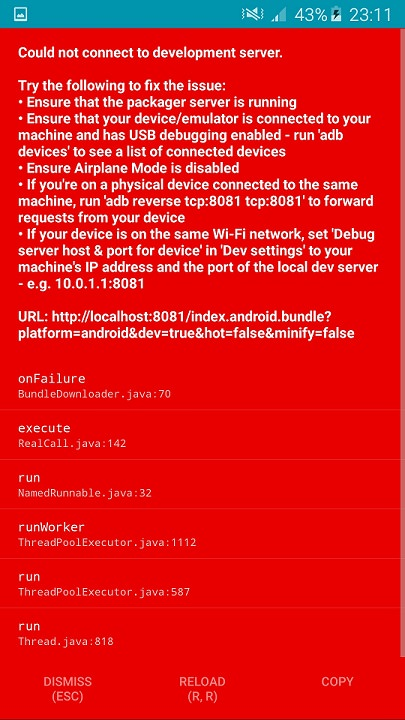 43% 23:11
Could not connect to development server.
Try the following to fix the issue:
• Ensure that the packager server is running
• Ensure that your device/emulator is connected to your
machine and has USB debugging enabled - run 'adb
devices' to see a list of connected devices
• Ensure Airplane Mode is disabled
• If you're on a physical device connected to the same
machine, run 'adb reverse tcp:8081 tcp:8081' to forward
requests from your device
• If your device is on the same Wi-Fi network, set 'Debug
server host & port for device' in 'Dev settings' to your
machine's IP address and the port of the local dev server
- e.g. 10.0.1.1:8081
URL: http://localhost:8081/index.android.bundle?
platform=android&dev=true&hot=false&minify=false
onFailure
BundleDownloader.java:70
execute
RealCall.java:142
run
NamedRunnable.java:32
runWorker
ThreadPoolExecutor.java:1112
run
ThreadPoolExecutor.java:587
run
Thread.java:818
DISMISS RELOAD COPY
(ESC) (R, R)